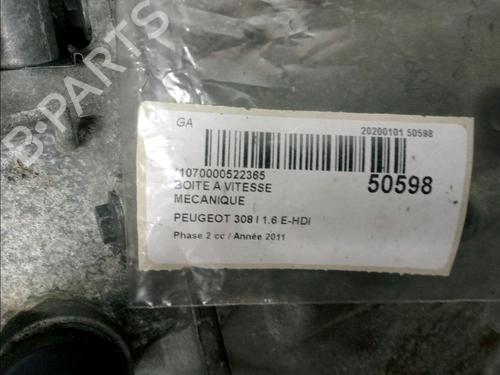 B-PARTS
GA
20200101 50598
1070000522365
BOITE A VITESSE
50598
MECANIQUE
PEUGEOT 308 I 1.6 E-HDI
Phase 2 cc / Année 2011